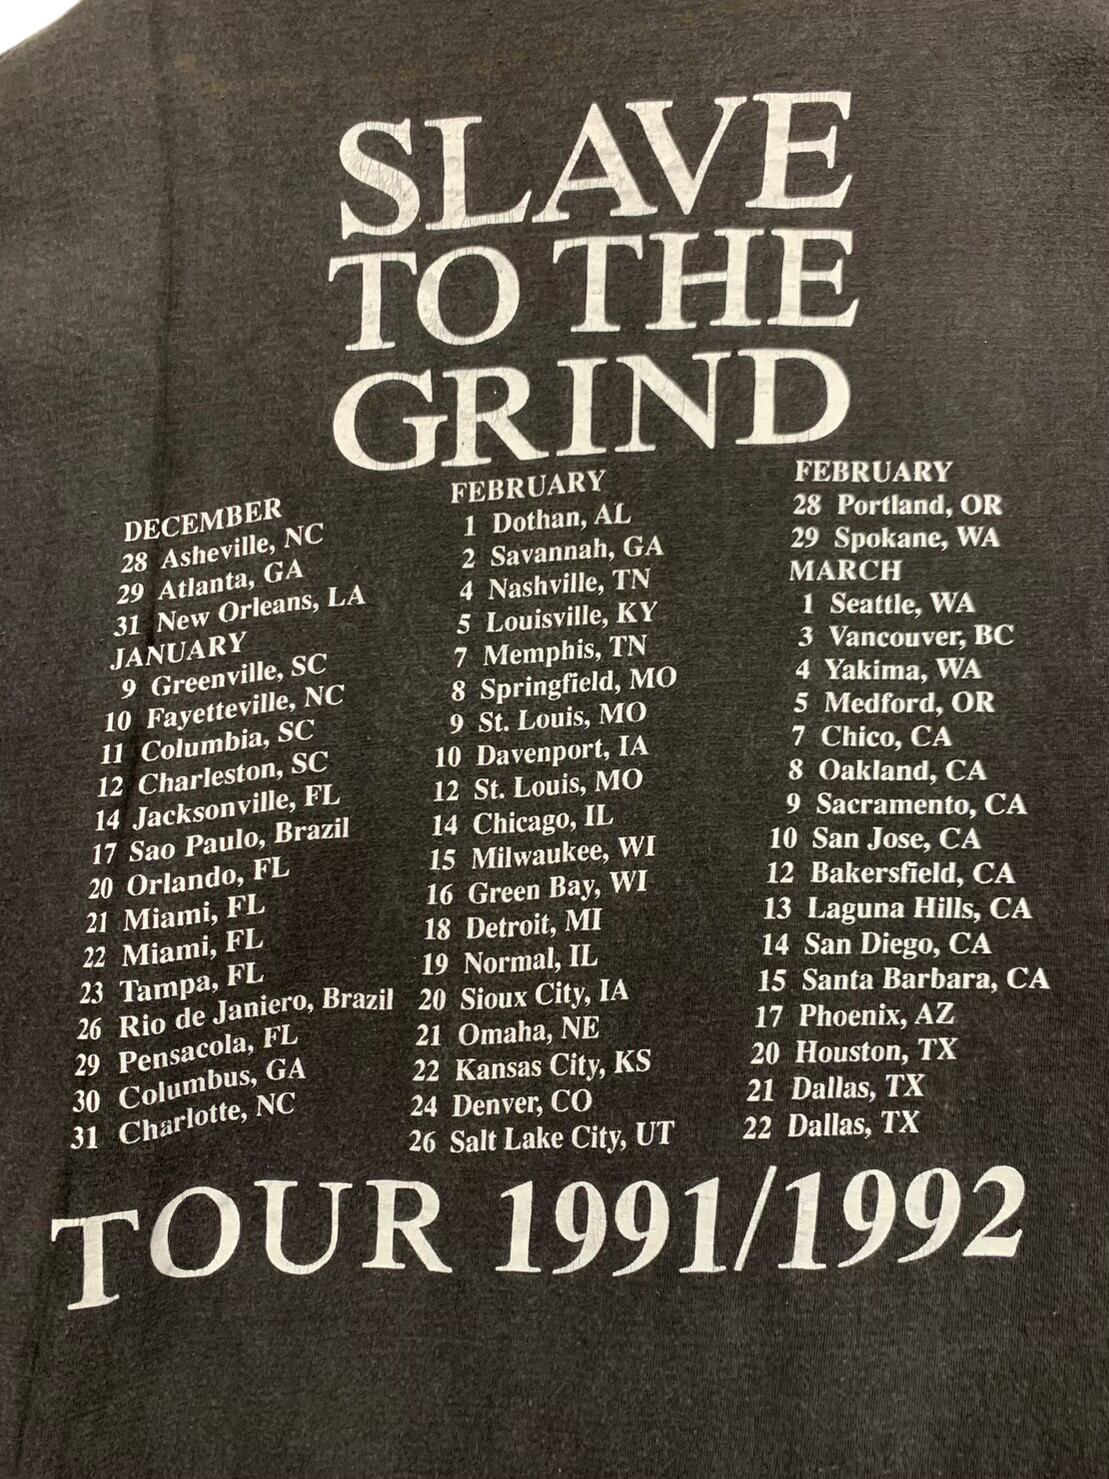 SLAVE
TO THE
GRIND
DECEMBER
28 Asheville, NC
29 Atlanta, GA
31 New Orleans, LA
JANUARY
9 Greenville, SC
10 Fayetteville, NC
11 Columbia, SC
12 Charleston, SC
14 Jacksonville, FL
17 Sao Paulo, Brazil
20 Orlando, FL
21 Miami, FL
22 Miami, FL
23 Tampa, FL
26 Rio de Janiero, Brazil
29 Pensacola, FL
30 Columbus, GA
31 Charlotte, NC
FEBRUARY
1 Dothan, AL
2 Savannah, GA
4 Nashville, TN
5 Louisville, KY
7 Memphis, TN
8 Springfield, MO
9 St. Louis, MO
10 Davenport, IA
12 St. Louis, MO
14 Chicago, IL
15 Milwaukee, WI
16 Green Bay, WI
18 Detroit, MI
19 Normal, IL
20 Sioux City, IA
21 Omaha, NE
22 Kansas City, KS
24 Denver, CO
26 Salt Lake City, UT
FEBRUARY
28 Portland, OR
29 Spokane, WA
MARCH
1 Seattle, WA
3 Vancouver, BC
4 Yakima, WA
5 Medford, OR
7 Chico, CA
8 Oakland, CA
9 Sacramento, CA
10 San Jose, CA
12 Bakersfield, CA
13 Laguna Hills, CA
14 San Diego, CA
15 Santa Barbara, CA
17 Phoenix, AZ
20 Houston, TX
21 Dallas, TX
22 Dallas, TX
TOUR 1991/1992